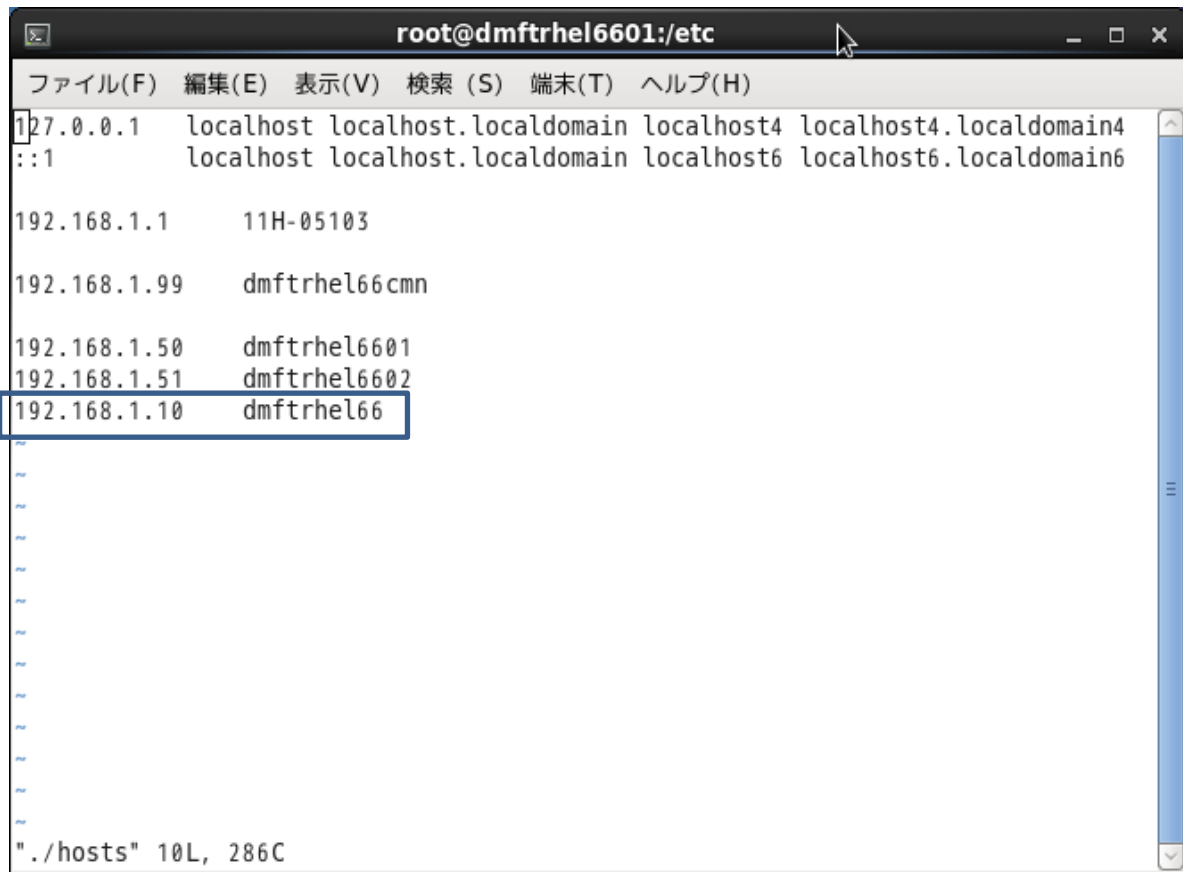 root@dmftrhel6601:/etc
ファイル(F) 編集(E) 表示(V) 検索 (S) 端末(T) ヘルプ(H)
127.0.0.1 localhost localhost.localdomain localhost4 localhost4.localdomain4
::1 localhost localhost.localdomain localhost6 localhost6.localdomain6
192.168.1.1 11H-05103
192.168.1.99 dmftrhel66cmn
192.168.1.50 dmftrhel6601
192.168.1.51 dmftrhel6602
192.168.1.10 dmftrhel66
~
~
~
~
~
~
~
~
~
~
~
~
~
"./hosts" 10L, 286C